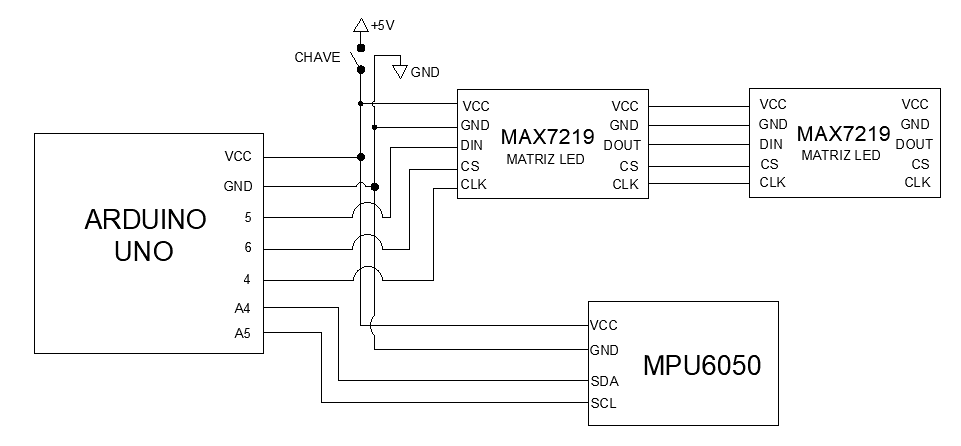 +5V
CHAVE
GND
ARDUINO
UNO
VCC
GND
5
6
4
A4
A5
VCC
GND
DIN
CS
CLK
MAX7219
MATRIZ LED
VCC
GND
DOUT
CS
CLK
VCC
GND
DIN
CS
CLK
MAX7219
MATRIZ LED
VCC
GND
DOUT
CS
CLK
VCC
GND
SDA
SCL
MPU6050